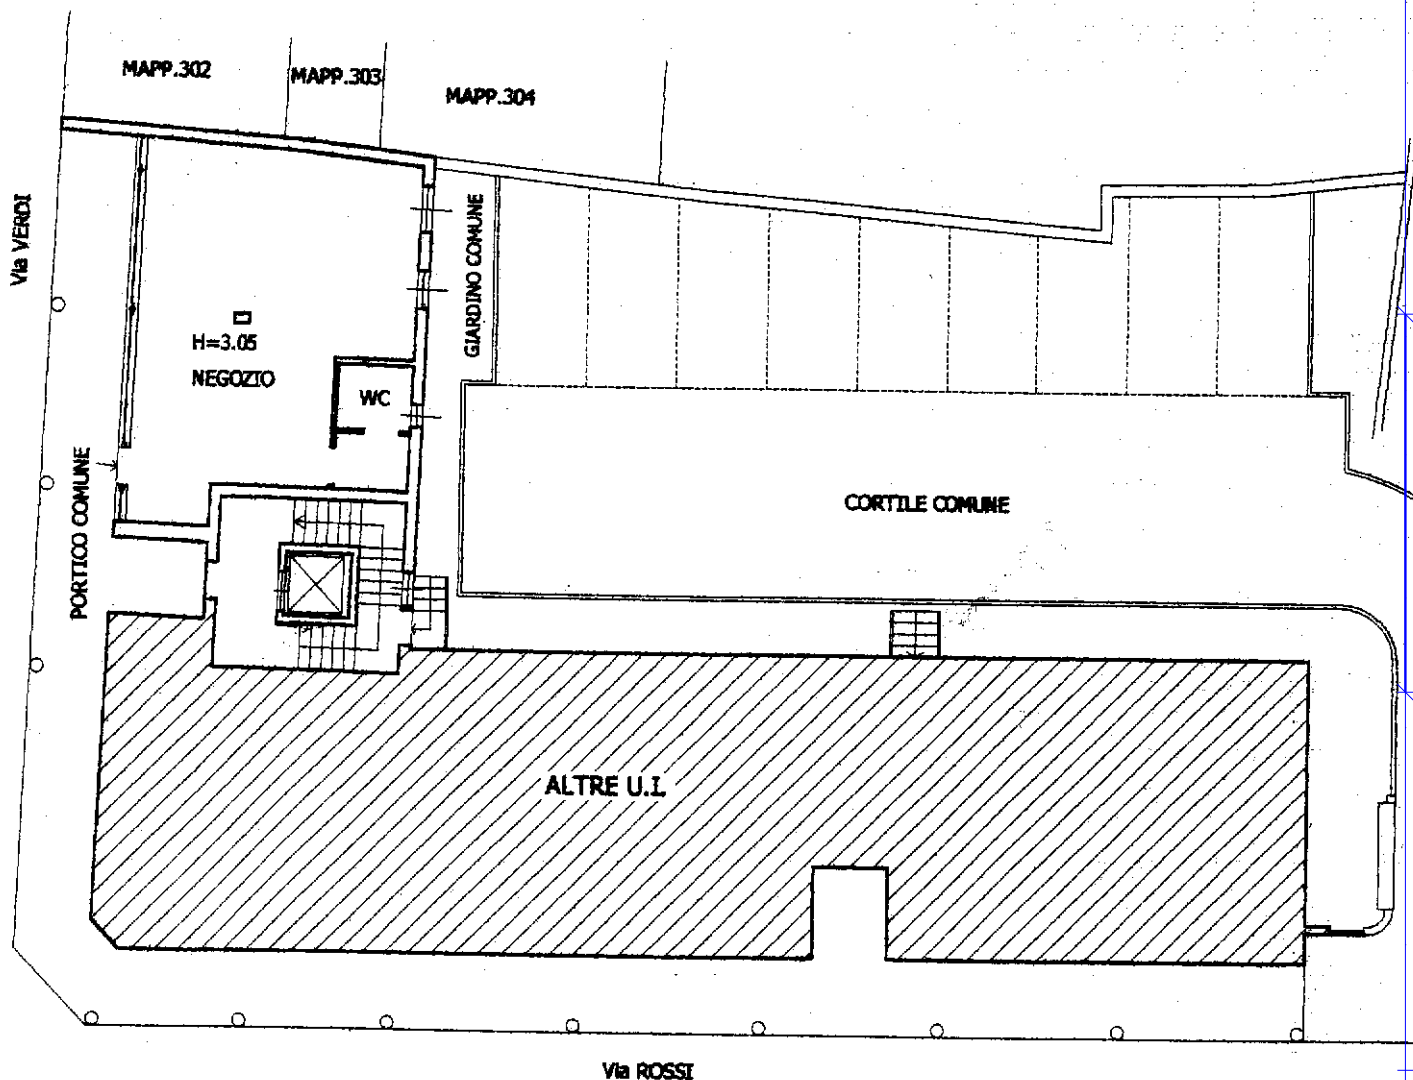 MAPP.302
MAPP.303
MAPP.304
Via VERDI
GIARDINO COMUNE
H=3.05
NEGOZIO
WC
PORTICO COMUNE
CORTILE COMUNE
ALTRE U.I.
Via ROSSI